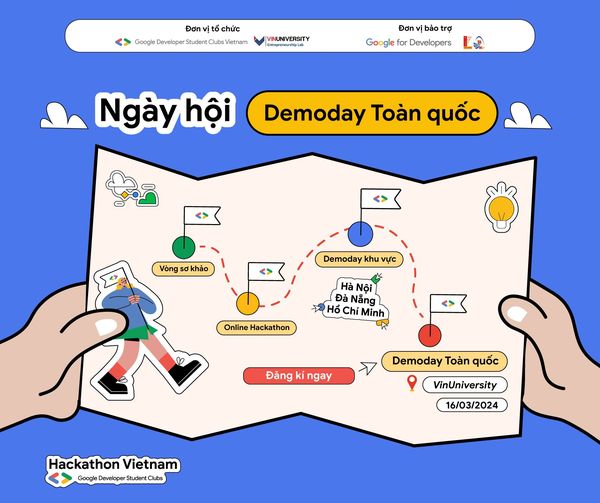 Đơn vị tổ chức
Google Developer Student Clubs Vietnam
VINUNIVERSITY
Entrepreneurship Lab
Đơn vị bảo trợ
Google for Developers
Ngày hội
Demoday Toàn quốc
Vòng sơ khảo
Online Hackathon
Demoday khu vực
Hà Nội
Đà Nẵng
Hồ Chí Minh
Demoday Toàn quốc
Đăng kí ngay
VinUniversity
16/03/2024
Hackathon Vietnam
Google Developer Student Clubs